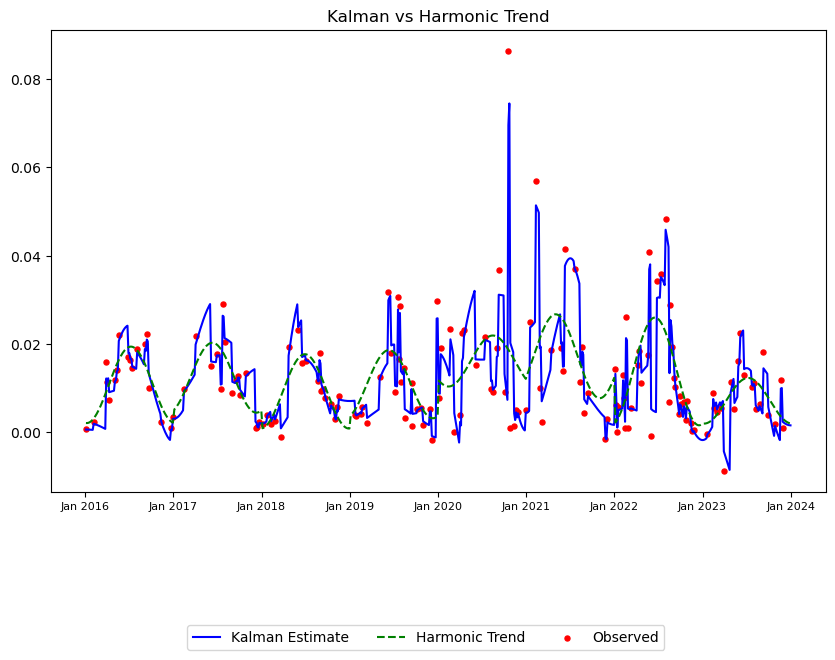 Kalman vs Harmonic Trend
0.08
0.06
0.04
0.02
0.00
Jan 2016 Jan 2017 Jan 2018 Jan 2019 Jan 2020 Jan 2021 Jan 2022 Jan 2023 Jan 2024
Kalman Estimate Harmonic Trend Observed